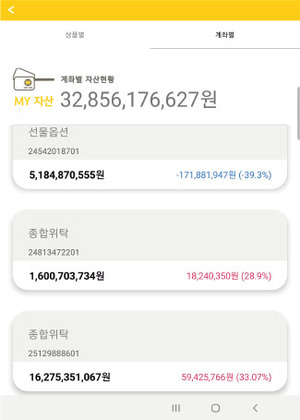 상품별
계좌별
계좌별 자산현황
MY 자산 32,856,176,627원
선물옵션
24542018701
5,184,870,555원 -171,881,947원 (-39.3%)
종합위탁
24813472201
1,600,703,734원 18,240,350원 (28.9%)
종합위탁
25129888601
16,275,351,067원 59,425,766원 (33.07%)